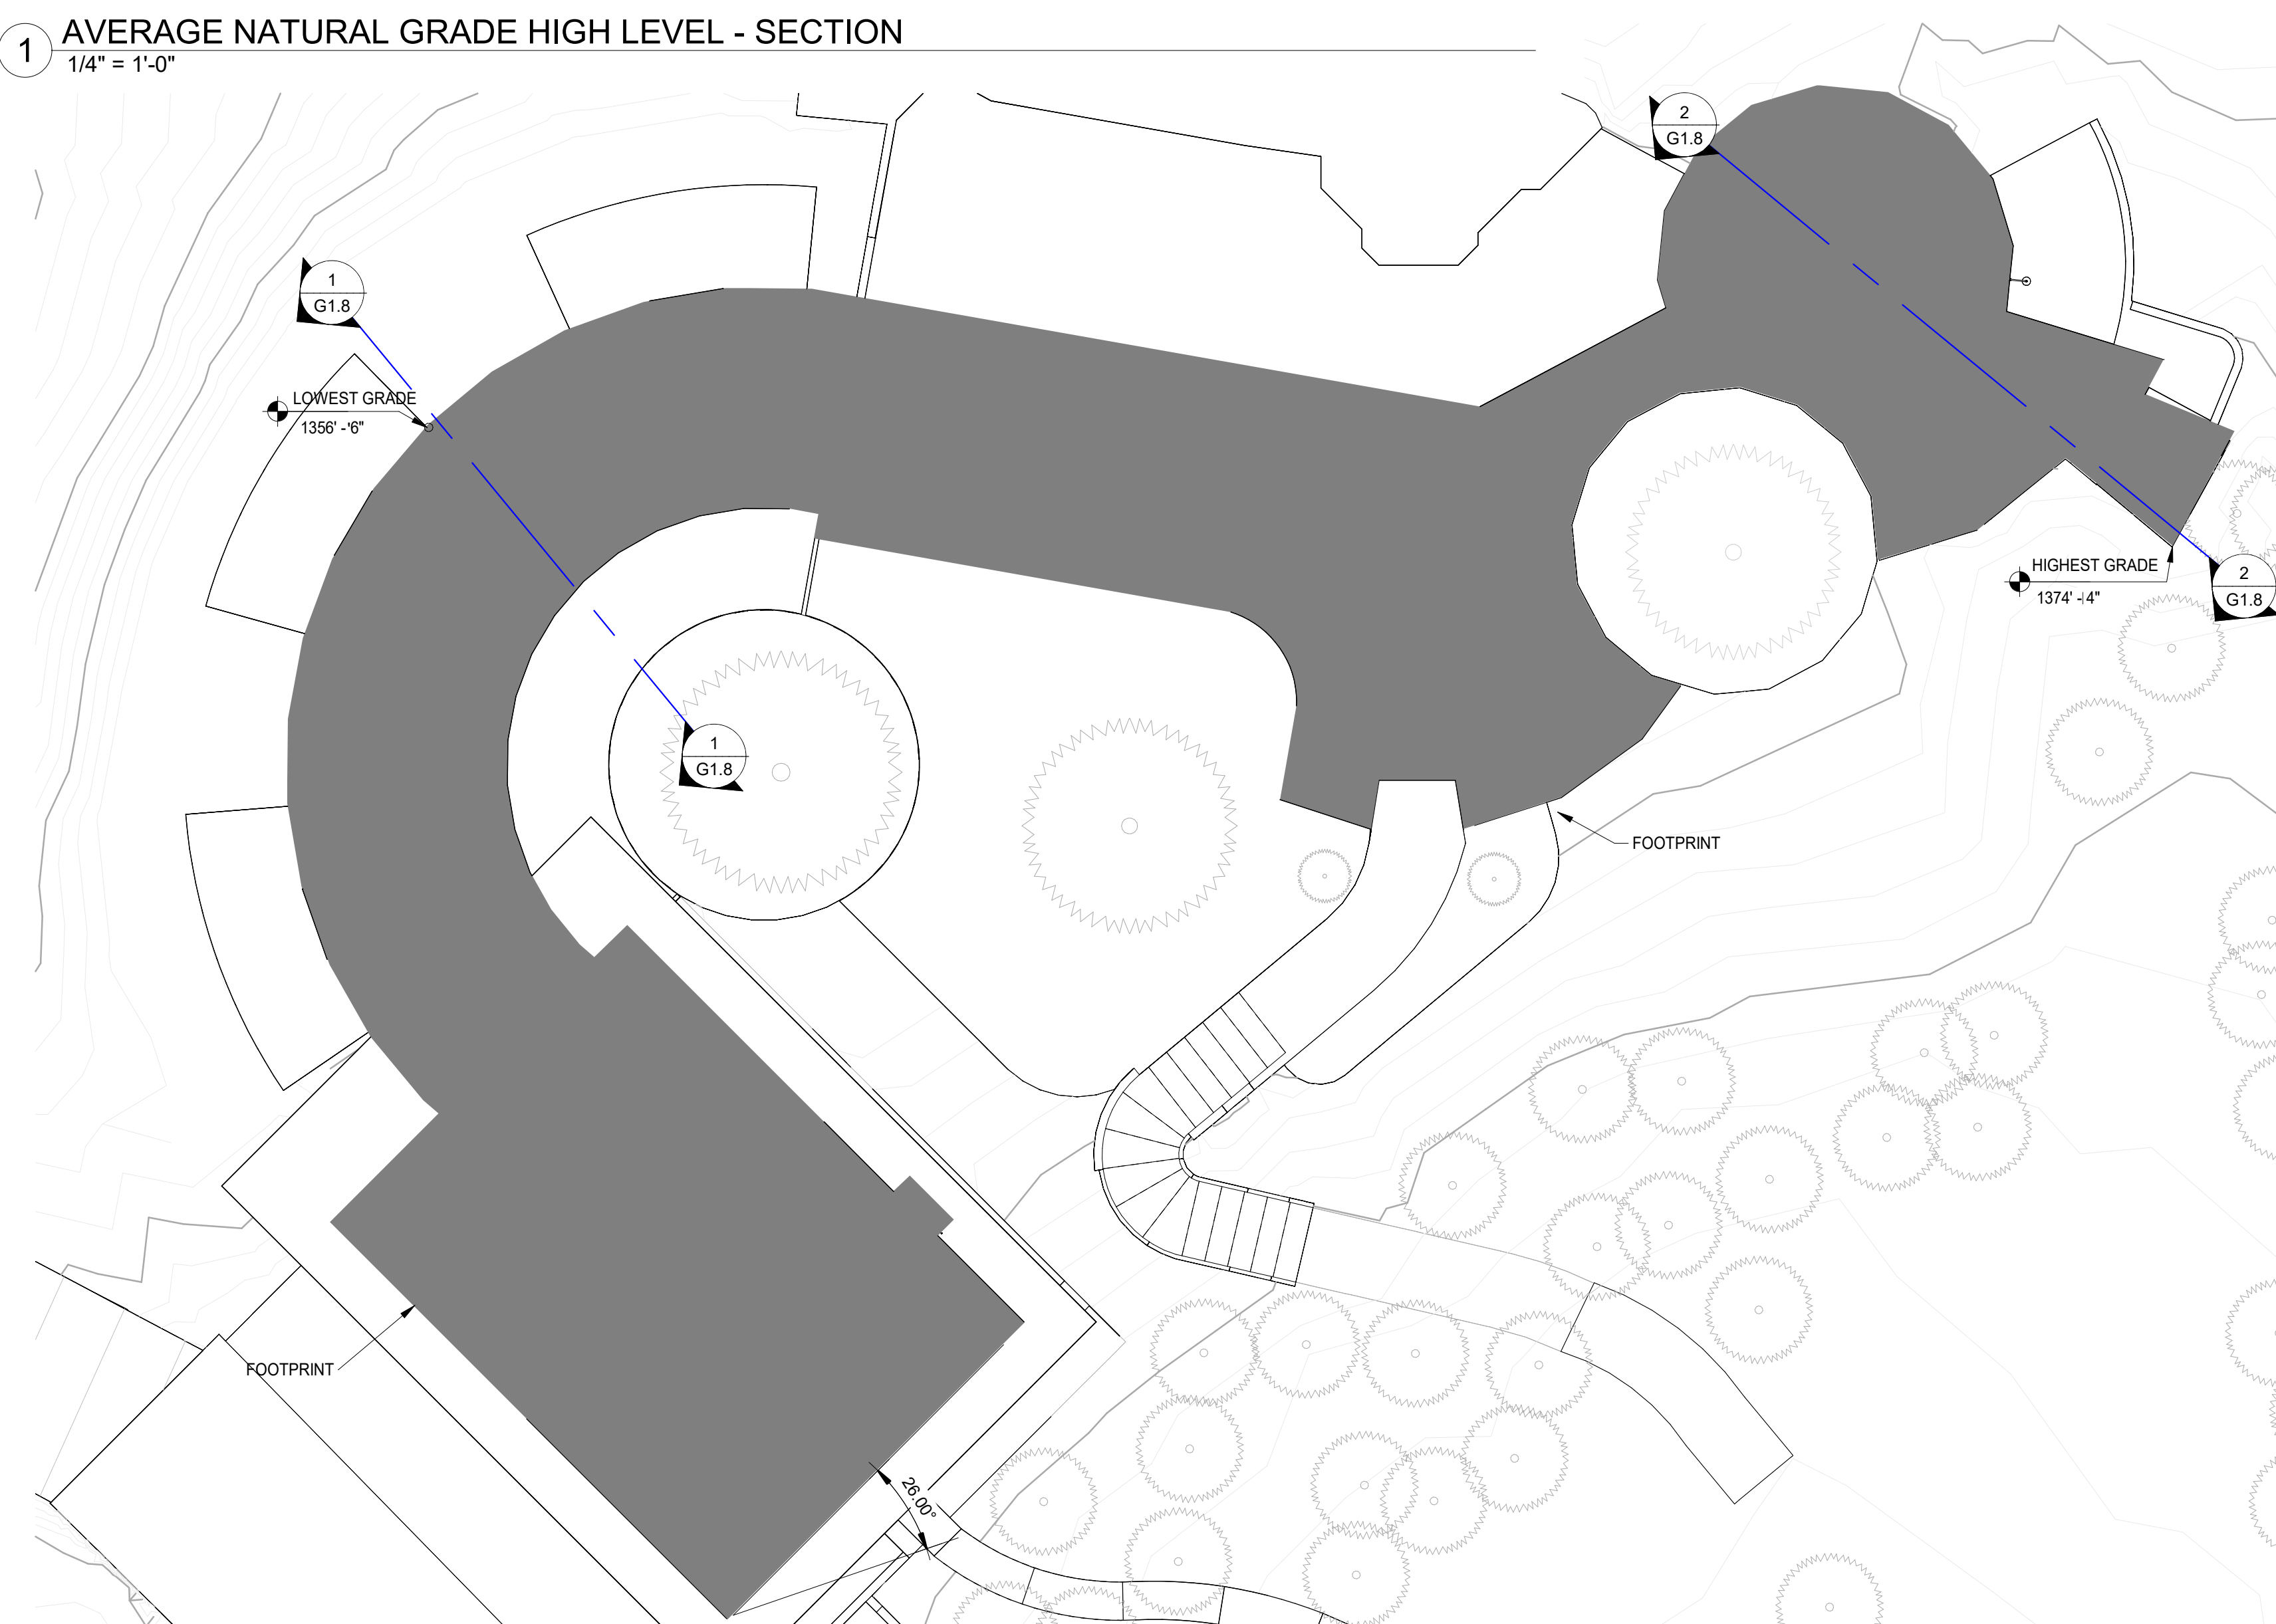 1 AVERAGE NATURAL GRADE HIGH LEVEL - SECTION
1/4" = 1'-0"
2
G1.8
1
G1.8
LOWEST GRADE
1356' - 6"
HIGHEST GRADE
1374' - 4"
2
G1.8
1
G1.8
FOOTPRINT
FOOTPRINT
26.00°